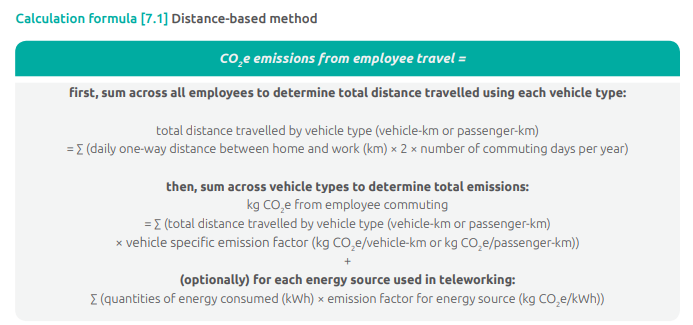 Calculation formula [7.1] Distance-based method
CO₂e emissions from employee travel =
first, sum across all employees to determine total distance travelled using each vehicle type:
total distance travelled by vehicle type (vehicle-km or passenger-km)
= Σ (daily one-way distance between home and work (km) × 2 × number of commuting days per year)
then, sum across vehicle types to determine total emissions:
kg CO₂e from employee commuting
= Σ (total distance travelled by vehicle type (vehicle-km or passenger-km)
× vehicle specific emission factor (kg CO₂e/vehicle-km or kg CO₂e/passenger-km))
+
(optionally) for each energy source used in teleworking:
Σ (quantities of energy consumed (kWh) × emission factor for energy source (kg CO₂e/kWh))